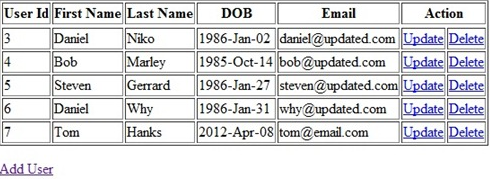 User Id First Name Last Name DOB Email Action
3 Daniel Niko 1986-Jan-02 daniel@updated.com Update Delete
4 Bob Marley 1985-Oct-14 bob@updated.com Update Delete
5 Steven Gerrard 1986-Jan-27 steven@updated.com Update Delete
6 Daniel Why 1986-Jan-31 why@updated.com Update Delete
7 Tom Hanks 2012-Apr-08 tom@email.com Update Delete
Add User